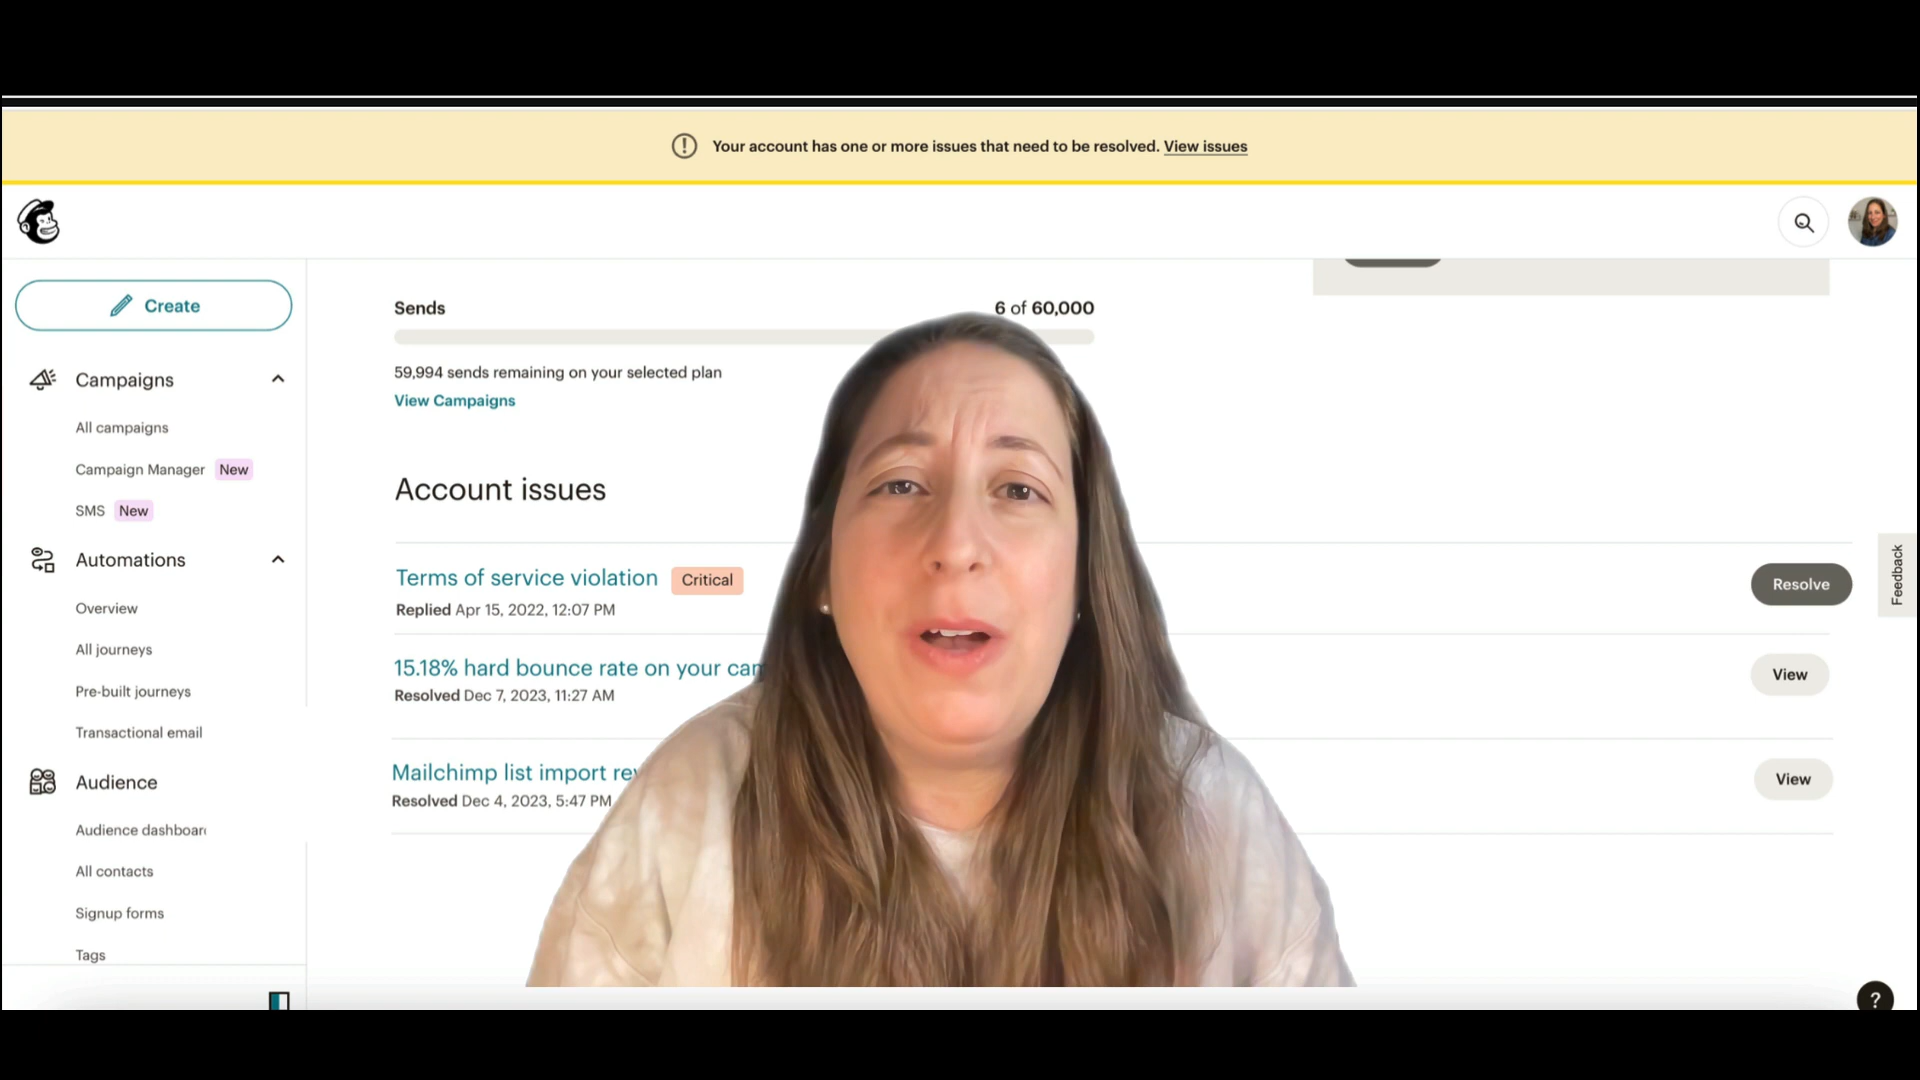 Your account has one or more issues that need to be resolved. View issues
Create
Campaigns
All campaigns
Campaign Manager New
SMS New
Automations
Overview
All journeys
Pre-built journeys
Transactional email
Audience
Audience dashboar
All contacts
Signup forms
Tags
Sends
6 of 60,000
59,994 sends remaining on your selected plan
View Campaigns
Account issues
Terms of service violation Critical
Replied Apr 15, 2022, 12:07 PM
Resolve
15.18% hard bounce rate on your
Resolved Dec 7, 2023, 11:27 AM
View
Mailchimp list import
Resolved Dec 4, 2023, 5:47 PM
View
Feedback
?